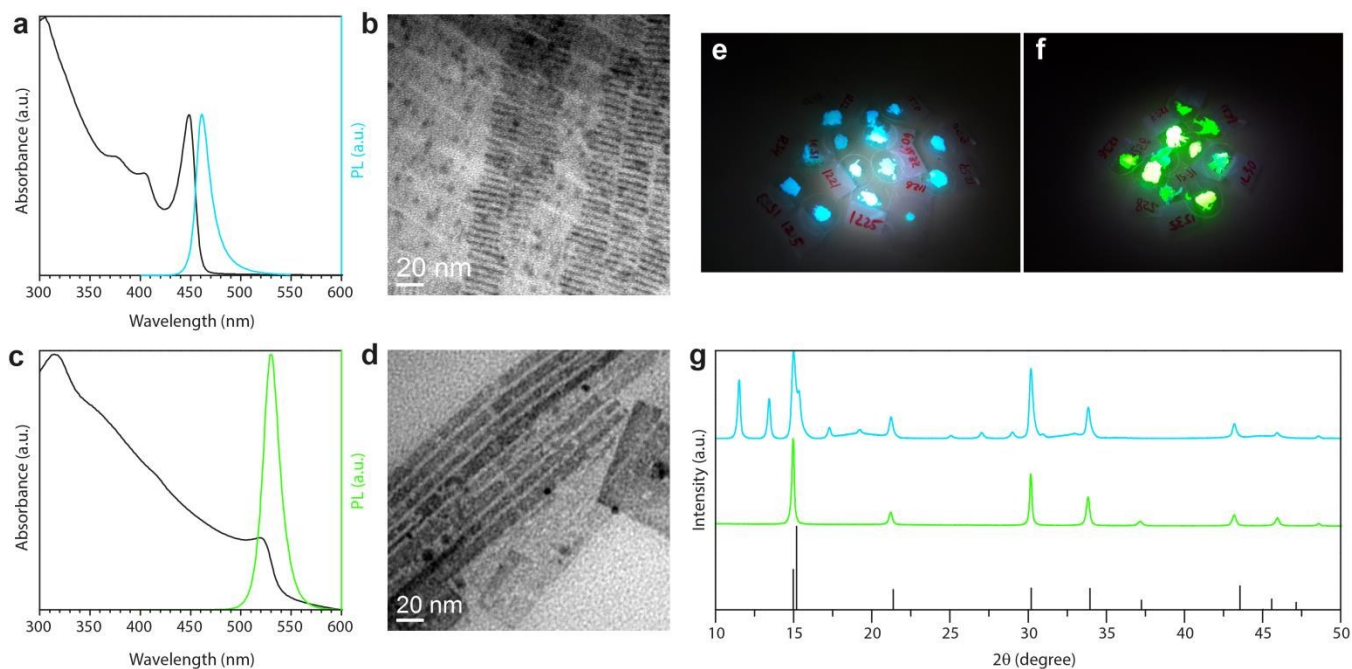 a
Absorbance (a.u.)
PL (a.u.)
300 350 400 450 500 550 600
Wavelength (nm)
b
20 nm
c
Absorbance (a.u.)
PL (a.u.)
300 350 400 450 500 550 600
Wavelength (nm)
d
20 nm
e
1221
1225
1215
f
g
Intensity (a.u.)
10 15 20 25 30 35 40 45 50
2θ (degree)